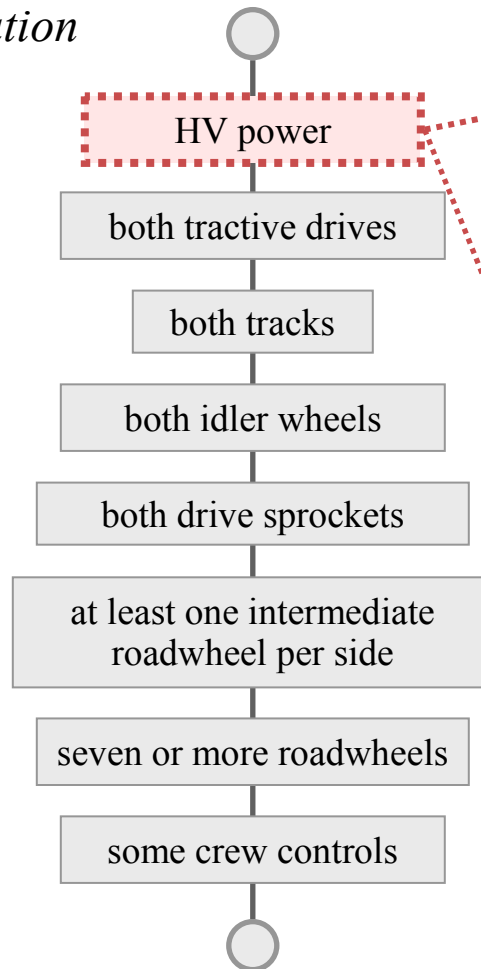 HV power
both tractive drives
both tracks
both idler wheels
both drive sprockets
at least one intermediate
roadwheel per side
seven or more roadwheels
some crew controls